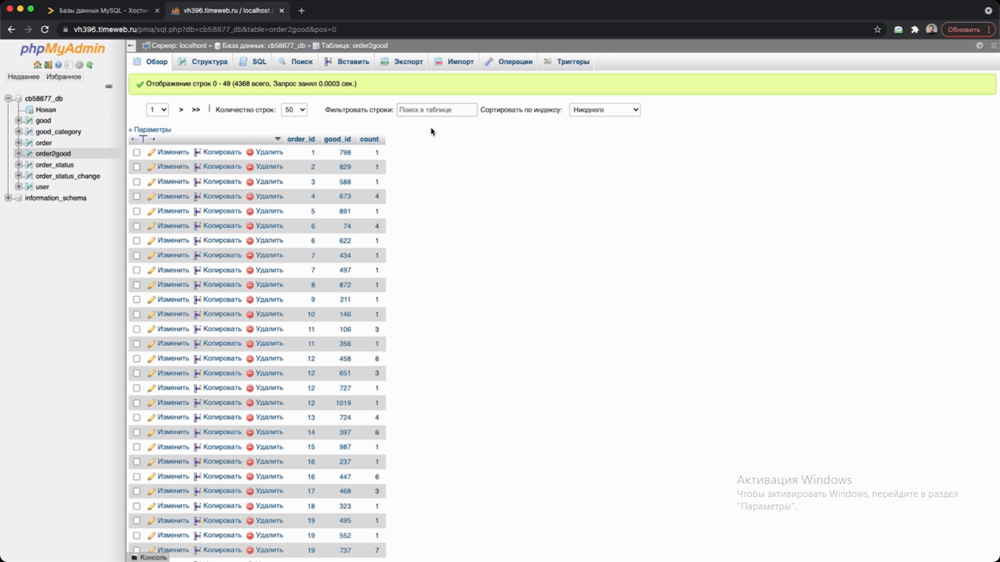 Базы данных MySQL - Хости
vh396.timeweb.ru / localhost /
vh396.timeweb.ru/pma/sql.php?db=cb58877_db&table=order2good&pos=0
Обновить
phpMyAdmin
Недавнее Избранное
cb58877_db
Новая
good
good_category
order
order2good
order_status
order_status_change
user
information_schema
Сервер: localhost » База данных: cb58877_db » Таблица: order2good
Обзор Структура SQL Поиск Вставить Экспорт Импорт Операции Триггеры
Отображение строк 0 - 49 (4368 всего, Запрос занял 0.0003 сек.)
1 > >> | Количество строк: 50 Фильтровать строки: Поиск в таблице Сортировать по индексу: Ниодного
+ Параметры
←T→ order_id good_id count
Изменить Копировать Удалить 1 798 1
Изменить Копировать Удалить 2 829 1
Изменить Копировать Удалить 3 588 1
Изменить Копировать Удалить 4 673 4
Изменить Копировать Удалить 5 891 1
Изменить Копировать Удалить 6 74 4
Изменить Копировать Удалить 6 622 1
Изменить Копировать Удалить 7 434 1
Изменить Копировать Удалить 7 497 1
Изменить Копировать Удалить 8 872 1
Изменить Копировать Удалить 9 211 1
Изменить Копировать Удалить 10 146 1
Изменить Копировать Удалить 11 106 3
Изменить Копировать Удалить 11 356 1
Изменить Копировать Удалить 12 458 6
Изменить Копировать Удалить 12 651 3
Изменить Копировать Удалить 12 727 1
Изменить Копировать Удалить 12 1019 1
Изменить Копировать Удалить 13 724 4
Изменить Копировать Удалить 14 397 6
Изменить Копировать Удалить 15 987 1
Изменить Копировать Удалить 16 237 1
Изменить Копировать Удалить 16 447 6
Изменить Копировать Удалить 17 468 3
Изменить Копировать Удалить 18 323 1
Изменить Копировать Удалить 19 495 1
Изменить Копировать Удалить 19 552 1
Изменить Копировать Удалить 19 737 7
Консоль
Активация Windows
Чтобы активировать Windows, перейдите в раздел
"Параметры".